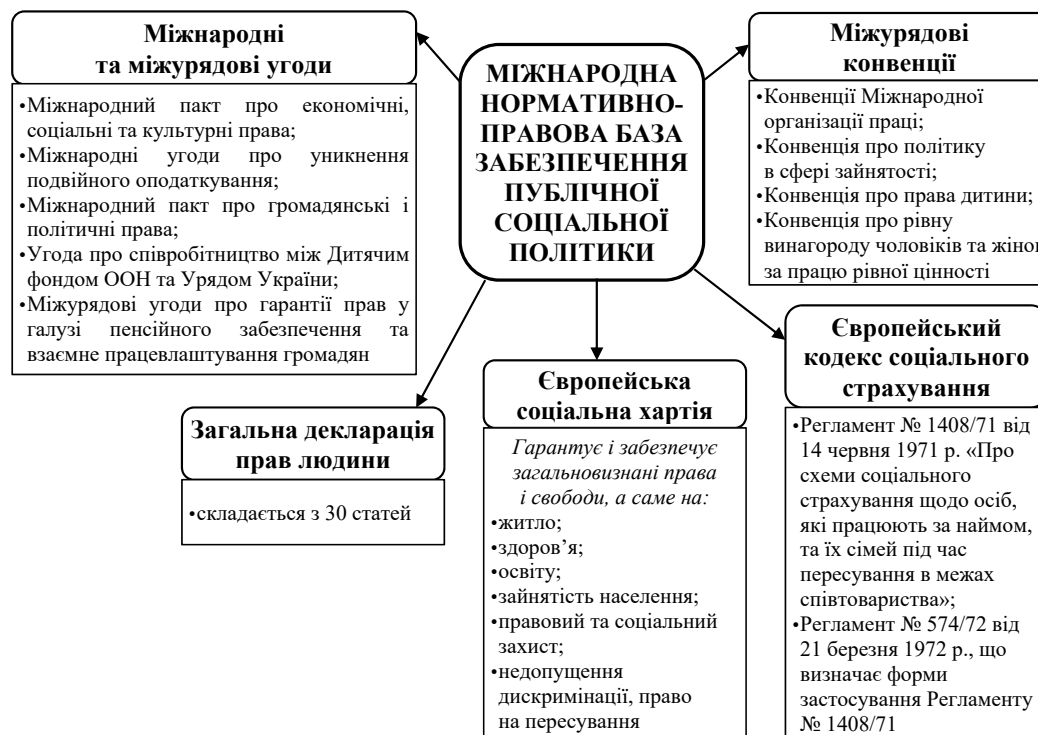 МІЖНАРОДНА
НОРМАТИВНО-
ПРАВОВА БАЗА
ЗАБЕЗПЕЧЕННЯ
ПУБЛІЧНОЇ
СОЦІАЛЬНОЇ
ПОЛІТИКИ
Міжнародні
та міжурядові угоди
•Міжнародний пакт про економічні,
соціальні та культурні права;
•Міжнародні угоди про уникнення
подвійного оподаткування;
•Міжнародний пакт про громадянські і
політичні права;
•Угода про співробітництво між Дитячим
фондом ООН та Урядом України;
•Міжурядові угоди про гарантії прав у
галузі пенсійного забезпечення та
взаємне працевлаштування громадян
Міжурядові
конвенції
•Конвенції Міжнародної
організації праці;
•Конвенція про політику
в сфері зайнятості;
•Конвенція про права дитини;
•Конвенція про рівну
винагороду чоловіків та
за працю рівної цінності
Загальна декларація
прав людини
•складається з 30 статей
Європейська
соціальна хартія
Гарантує і забезпечує
загальновизнані права
і свободи, а саме на:
•житло;
•здоров’я;
•освіту;
•зайнятість населення;
•правовий та соціальний
захист;
•недопущення
дискримінації, право
на пересування
Європейський
кодекс соціального
страхування
•Регламент № 1408/71 від
14 червня 1971 р. «Про
схеми соціального
страхування щодо осіб,
які працюють за наймом,
та їх сімей під час
пересування в межах
співтовариства»;
•Регламент № 574/72 від
21 березня 1972 р., що
визначає форми
застосування Регламенту
№ 1408/71